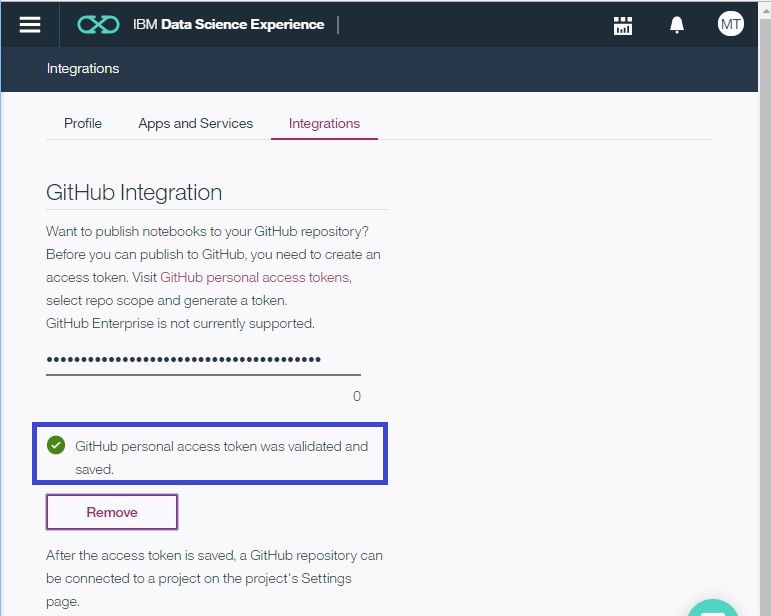 IBM Data Science Experience
MT
Integrations
Profile
Apps and Services
Integrations
GitHub Integration
Want to publish notebooks to your GitHub repository?
Before you can publish to GitHub, you need to create an
access token. Visit GitHub personal access tokens,
select repo scope and generate a token.
GitHub Enterprise is not currently supported.
••••••••••••••••••••••••••••••••••••••••
0
GitHub personal access token was validated and
saved.
Remove
After the access token is saved, a GitHub repository can
be connected to a project on the project's Settings
page.